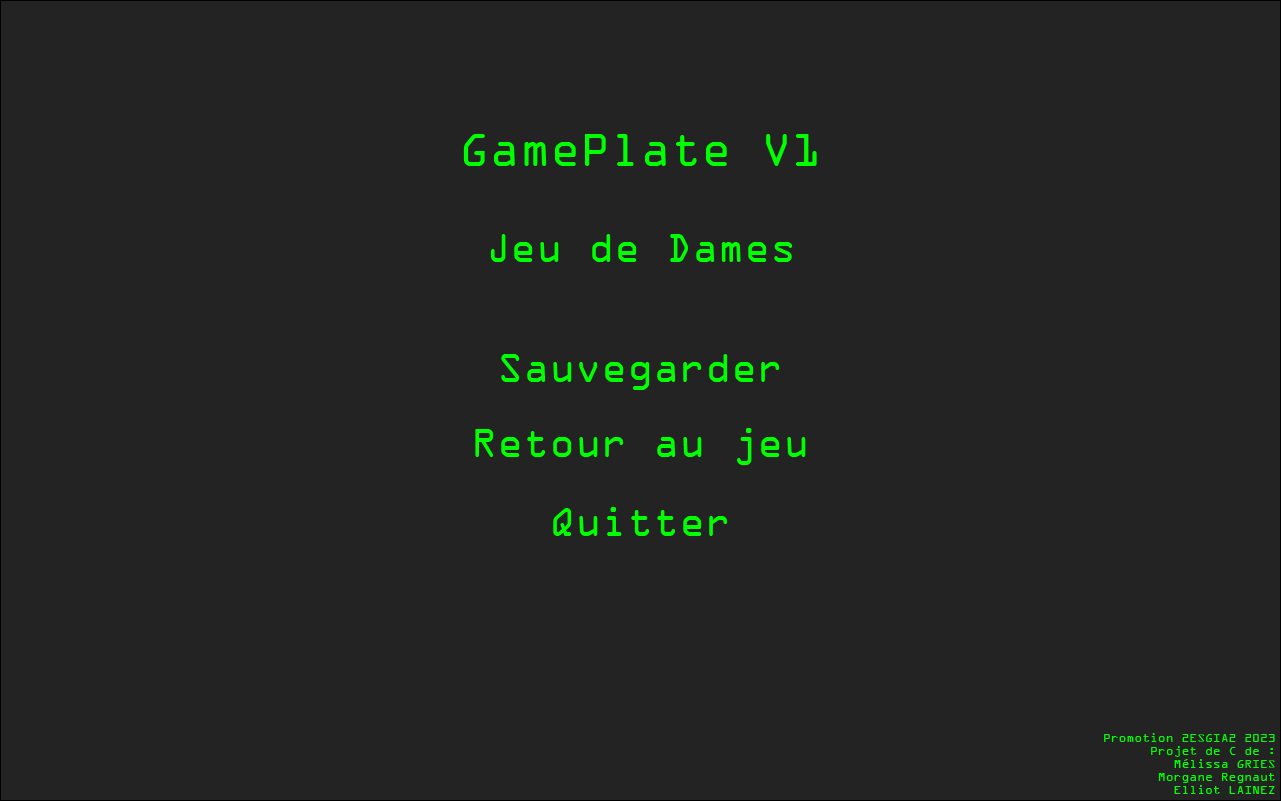 GamePlate V1
Jeu de Dames
Sauvegarder
Retour au jeu
Quitter
Promotion 2ESGIA2 2023
Projet de C de :
Mélissa GRIES
Morgane Regnaut
Elliot LAINEZ